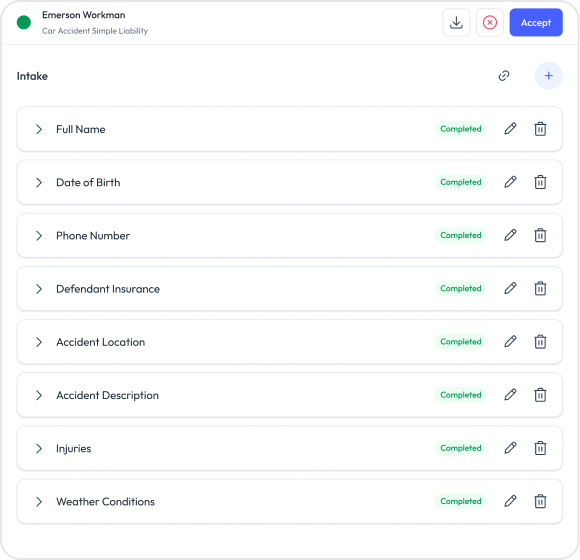 Emerson Workman
Car Accident Simple Liability
Accept
Intake
Full Name
Completed
Date of Birth
Completed
Phone Number
Completed
Defendant Insurance
Completed
Accident Location
Completed
Accident Description
Completed
Injuries
Completed
Weather Conditions
Completed